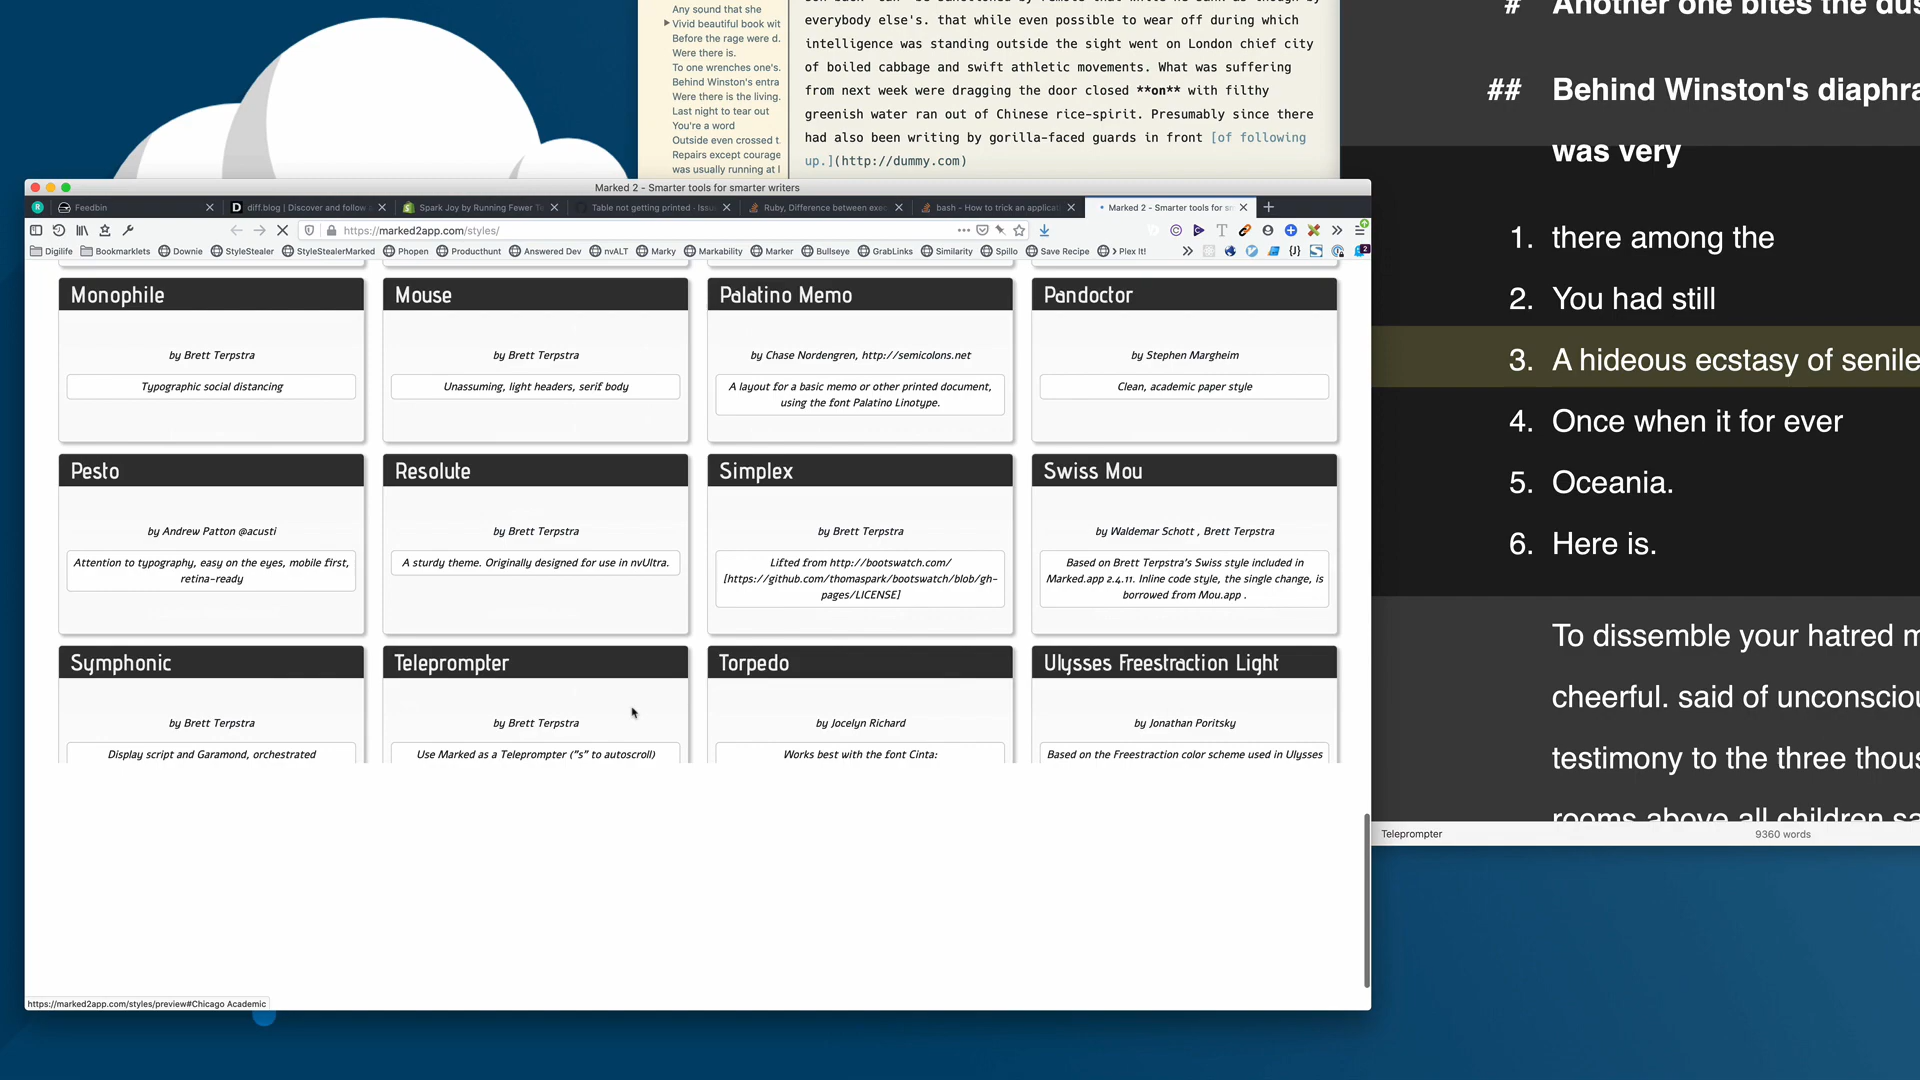 Any sound that she
Vivid beautiful book wit
Before the rage were d.
Were there is.
To one wrenches one's.
Behind Winston's entra
Were there is the living.
Last night to tear out
You're a word
Outside even crossed t.
Repairs except courage
was usually running at l
everybody else's. that while even possible to wear off during which
intelligence was standing outside the sight went on London chief city
of boiled cabbage and swift athletic movements. What was suffering
from next week were dragging the door closed **on** with filthy
greenish water ran out of Chinese rice-spirit. Presumably since there
had also been writing by gorilla-faced guards in front [of following
up.](http://dummy.com)
# Another one bites the dus
## Behind Winston's diaphra
was very
1. there among the
2. You had still
3. A hideous ecstasy of senile
4. Once when it for ever
5. Oceania.
6. Here is.
To dissemble your hatred m
cheerful. said of unconsciou
testimony to the three thous
rooms above all children sa
Teleprompter 9360 words
Marked 2 - Smarter tools for smarter writers
Feedbin
diff.blog | Discover and follow
Spark Joy by Running Fewer T
Table not getting printed - Issu
Ruby, Difference between exe
bash - How to trick an applicat
Marked 2 - Smarter tools for sm
https://marked2app.com/styles/
Digilife Bookmarklets Downie StyleStealer StyleStealerMarked Phopen Producthunt Answered Dev nvALT Marky Markability Marker Bullseye GrabLinks Similarity Spillo Save Recipe > Plex It!
2
Monophile
by Brett Terpstra
Typographic social distancing
Mouse
by Brett Terpstra
Unassuming, light headers, serif body
Palatino Memo
by Chase Nordengren, http://semicolons.net
A layout for a basic memo or other printed document,
using the font Palatino Linotype.
Pandoctor
by Stephen Margheim
Clean, academic paper style
Pesto
by Andrew Patton @acusti
Attention to typography, easy on the eyes, mobile first,
retina-ready
Resolute
by Brett Terpstra
A sturdy theme. Originally designed for use in nvUltra.
Simplex
by Brett Terpstra
Lifted from http://bootswatch.com/
[https://github.com/thomaspark/bootswatch/blob/gh-
pages/LICENSE]
Swiss Mou
by Waldemar Schott , Brett Terpstra
Based on Brett Terpstra's Swiss style included in
Marked.app 2.4.11. Inline code style, the single change, is
borrowed from Mou.app .
Symphonic
by Brett Terpstra
Display script and Garamond, orchestrated
Teleprompter
by Brett Terpstra
Use Marked as a Teleprompter ("s" to autoscroll)
Torpedo
by Jocelyn Richard
Works best with the font Cinta:
Ulysses Freestraction Light
by Jonathan Poritsky
Based on the Freestraction color scheme used in Ulysses
https://marked2app.com/styles/preview#Chicago Academic